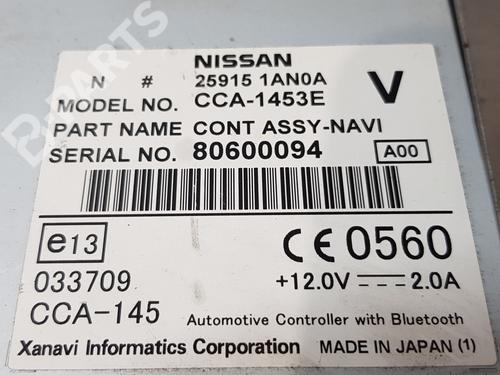 B-PARTS
NISSAN
N # 25915 1AN0A
V
MODEL NO. CCA-1453E
PART NAME CONT ASSY-NAVI
SERIAL NO. 80600094 A00
e13
CE 0560
033709
+12.0V 2.0A
CCA-145 Automotive Controller with Bluetooth
Xanavi Informatics Corporation MADE IN JAPAN (1)